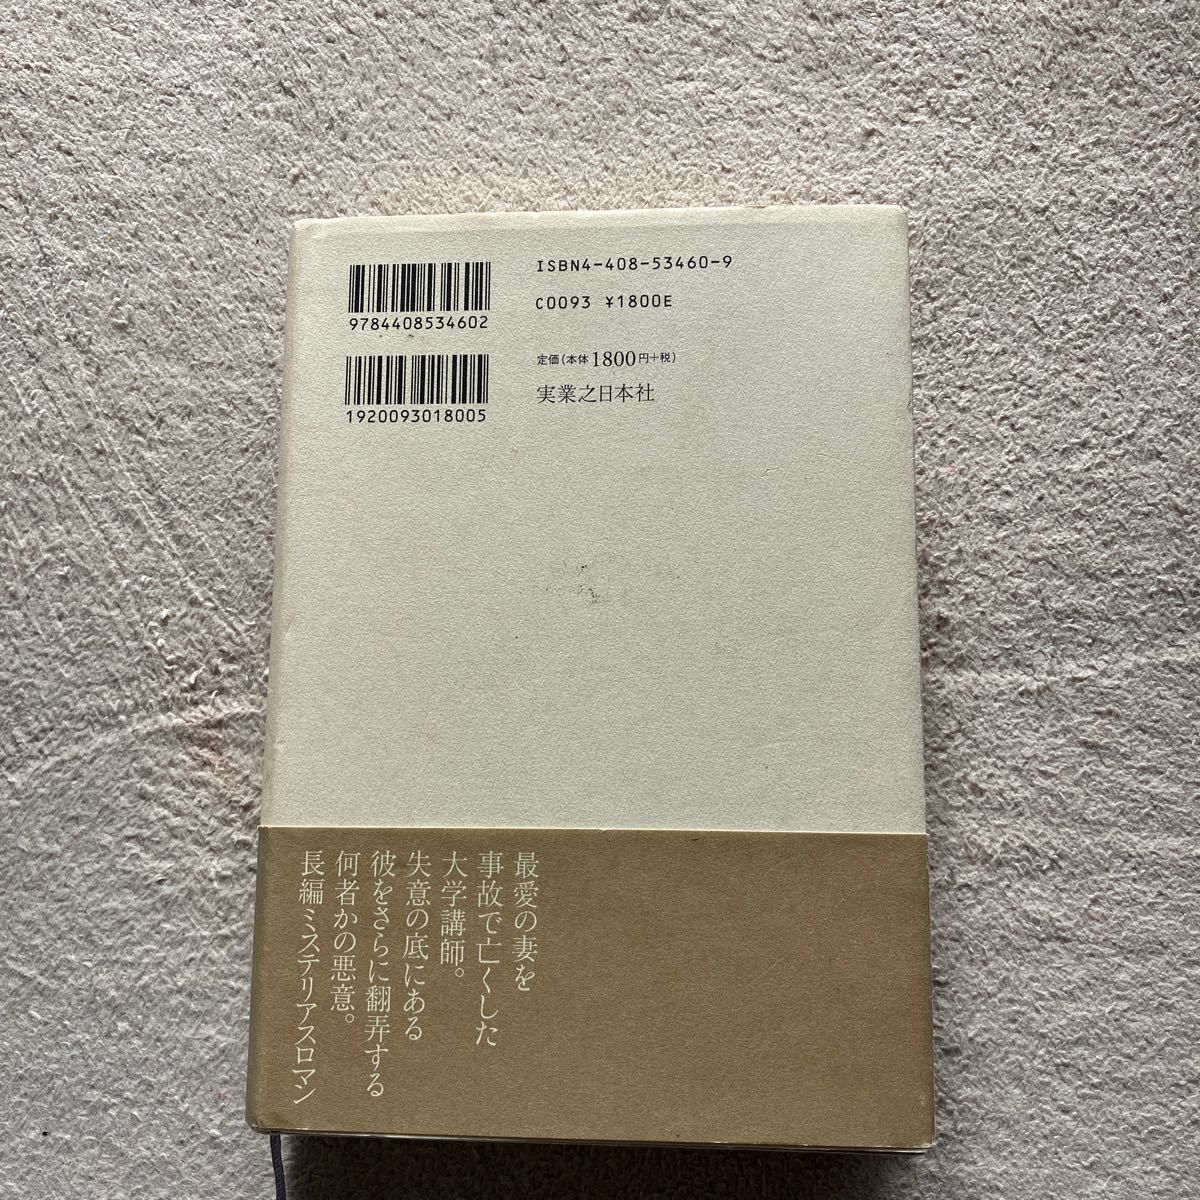 ISBN4-408-53460-9
C0093 ¥1800E
9784408534602
定価(本体1800円+税)
実業之日本社
1920093018005
最愛の妻を
事故で亡くした
大学講師。
失意の底にある
彼をさらに翻弄する
何者かの悪意。
長編ミステリアスロマン